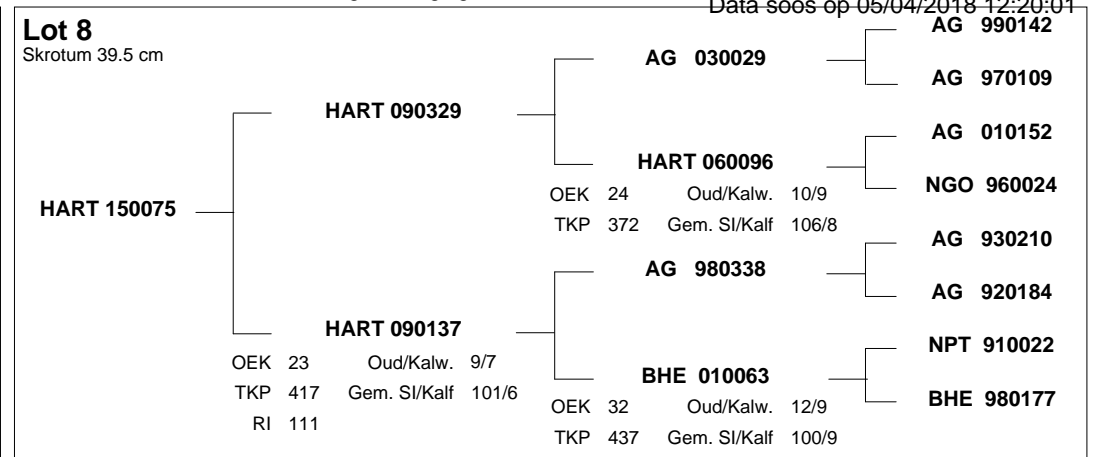 Data soos op 05/04/2018 12:20:01
Lot 8
Skrotum 39.5 cm
AG 990142
AG 030029
AG 970109
HART 090329
AG 010152
HART 060096
NGO 960024
OEK 24 Oud/Kalw. 10/9
TKP 372 Gem. SI/Kalf 106/8
HART 150075
AG 930210
AG 980338
AG 920184
HART 090137
OEK 23 Oud/Kalw. 9/7
TKP 417 Gem. SI/Kalf 101/6
RI 111
NPT 910022
BHE 010063
BHE 980177
OEK 32 Oud/Kalw. 12/9
TKP 437 Gem. SI/Kalf 100/9